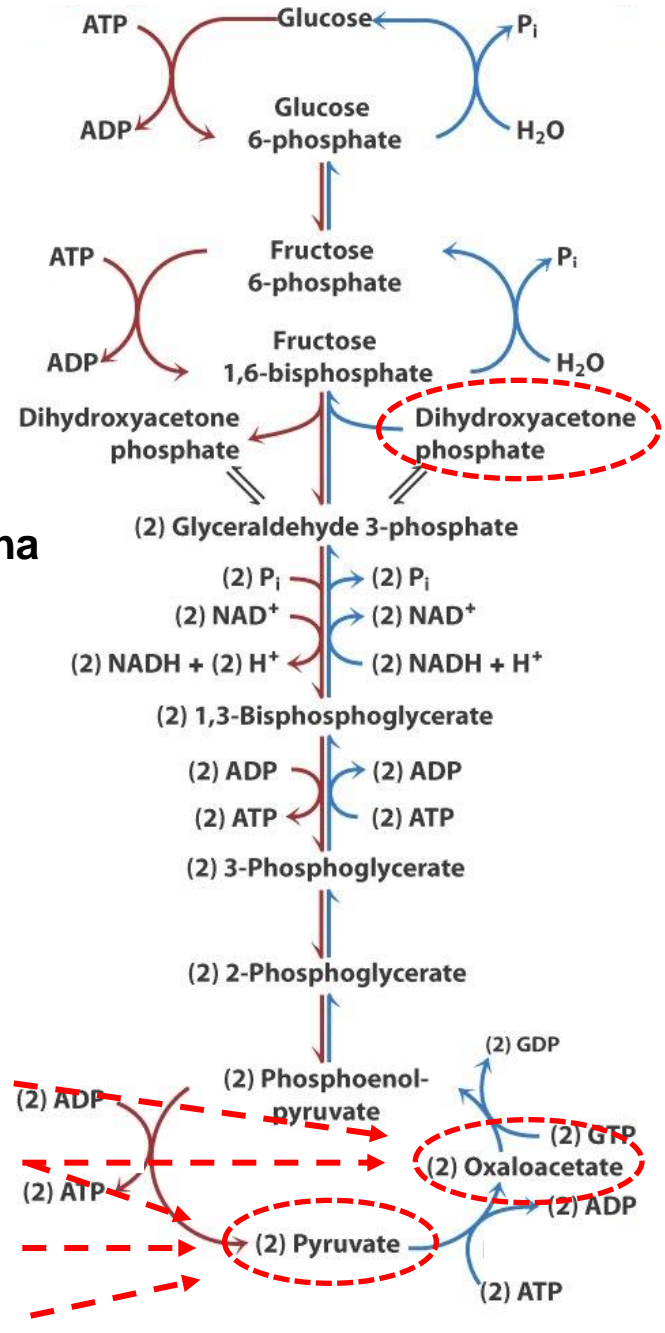 ATP
Glucose
Pi
ADP
Glucose
6-phosphate
H2O
ATP
Fructose
6-phosphate
Pi
ADP
Fructose
1,6-bisphosphate
H2O
Dihydroxyacetone
phosphate
Dihydroxyacetone
phosphate
(2) Glyceraldehyde 3-phosphate
(2) Pi
(2) Pi
(2) NAD+
(2) NAD+
(2) NADH + (2) H+
(2) NADH + H+
(2) 1,3-Bisphosphoglycerate
(2) ADP
(2) ADP
(2) ATP
(2) ATP
(2) 3-Phosphoglycerate
(2) 2-Phosphoglycerate
(2) GDP
(2) Phosphoenol-
pyruvate
(2) ADP
(2) GTP
(2) Oxaloacetate
(2) ATP
(2) ADP
(2) Pyruvate
(2) ATP